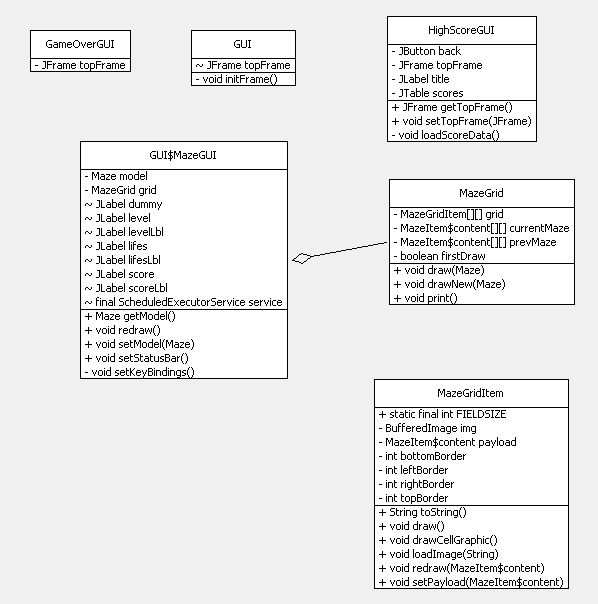 GameOverGUI
- JFrame topFrame
GUI
~ JFrame topFrame
- void initFrame()
HighScoreGUI
- JButton back
- JFrame topFrame
- JLabel title
- JTable scores
+ JFrame getTopFrame()
+ void setTopFrame(JFrame)
- void loadScoreData()
GUI$MazeGUI
- Maze model
- MazeGrid grid
~ JLabel dummy
~ JLabel level
~ JLabel levelLbl
~ JLabel lifes
~ JLabel lifesLbl
~ JLabel score
~ JLabel scoreLbl
~ final ScheduledExecutorService service
+ Maze getModel()
+ void redraw()
+ void setModel(Maze)
+ void setStatusBar()
- void setKeyBindings()
MazeGrid
- MazeGridItem[][] grid
- MazeItem$content[][] currentMaze
- MazeItem$content[][] prevMaze
- boolean firstDraw
+ void draw(Maze)
+ void drawNew(Maze)
+ void print()
MazeGridItem
+ static final int FIELDSIZE
- BufferedImage img
- MazeItem$content payload
- int bottomBorder
- int leftBorder
- int rightBorder
- int topBorder
+ String toString()
+ void draw()
+ void drawCellGraphic()
+ void loadImage(String)
+ void redraw(MazeItem$content)
+ void setPayload(MazeItem$content)